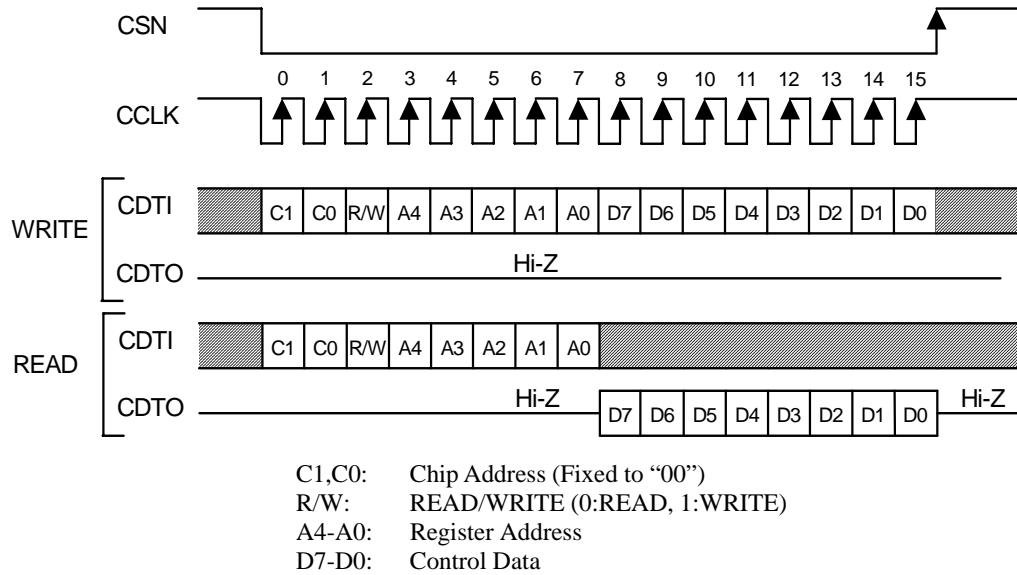 CSN
0 1 2 3 4 5 6 7 8 9 10 11 12 13 14 15
CCLK
WRITE
CDTI C1 C0 R/W A4 A3 A2 A1 A0 D7 D6 D5 D4 D3 D2 D1 D0
CDTO Hi-Z
READ
CDTI C1 C0 R/W A4 A3 A2 A1 A0
CDTO Hi-Z D7 D6 D5 D4 D3 D2 D1 D0 Hi-Z
C1,C0: Chip Address (Fixed to “00”)
R/W: READ/WRITE (0:READ, 1:WRITE)
A4-A0: Register Address
D7-D0: Control Data